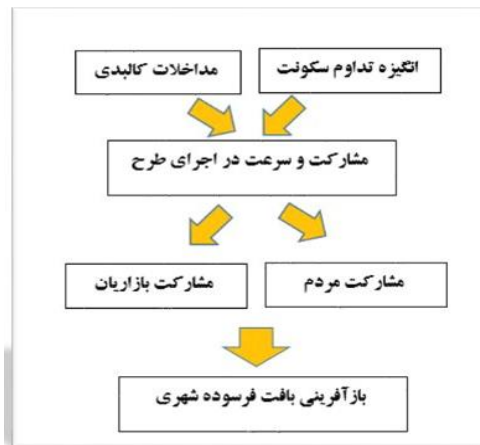 انگیزه تداوم سکونت
مداخلات کالبدی
مشارکت و سرعت در اجرای طرح
مشارکت مردم
مشارکت بازاریان
بازآفرینی بافت فرسوده شهری